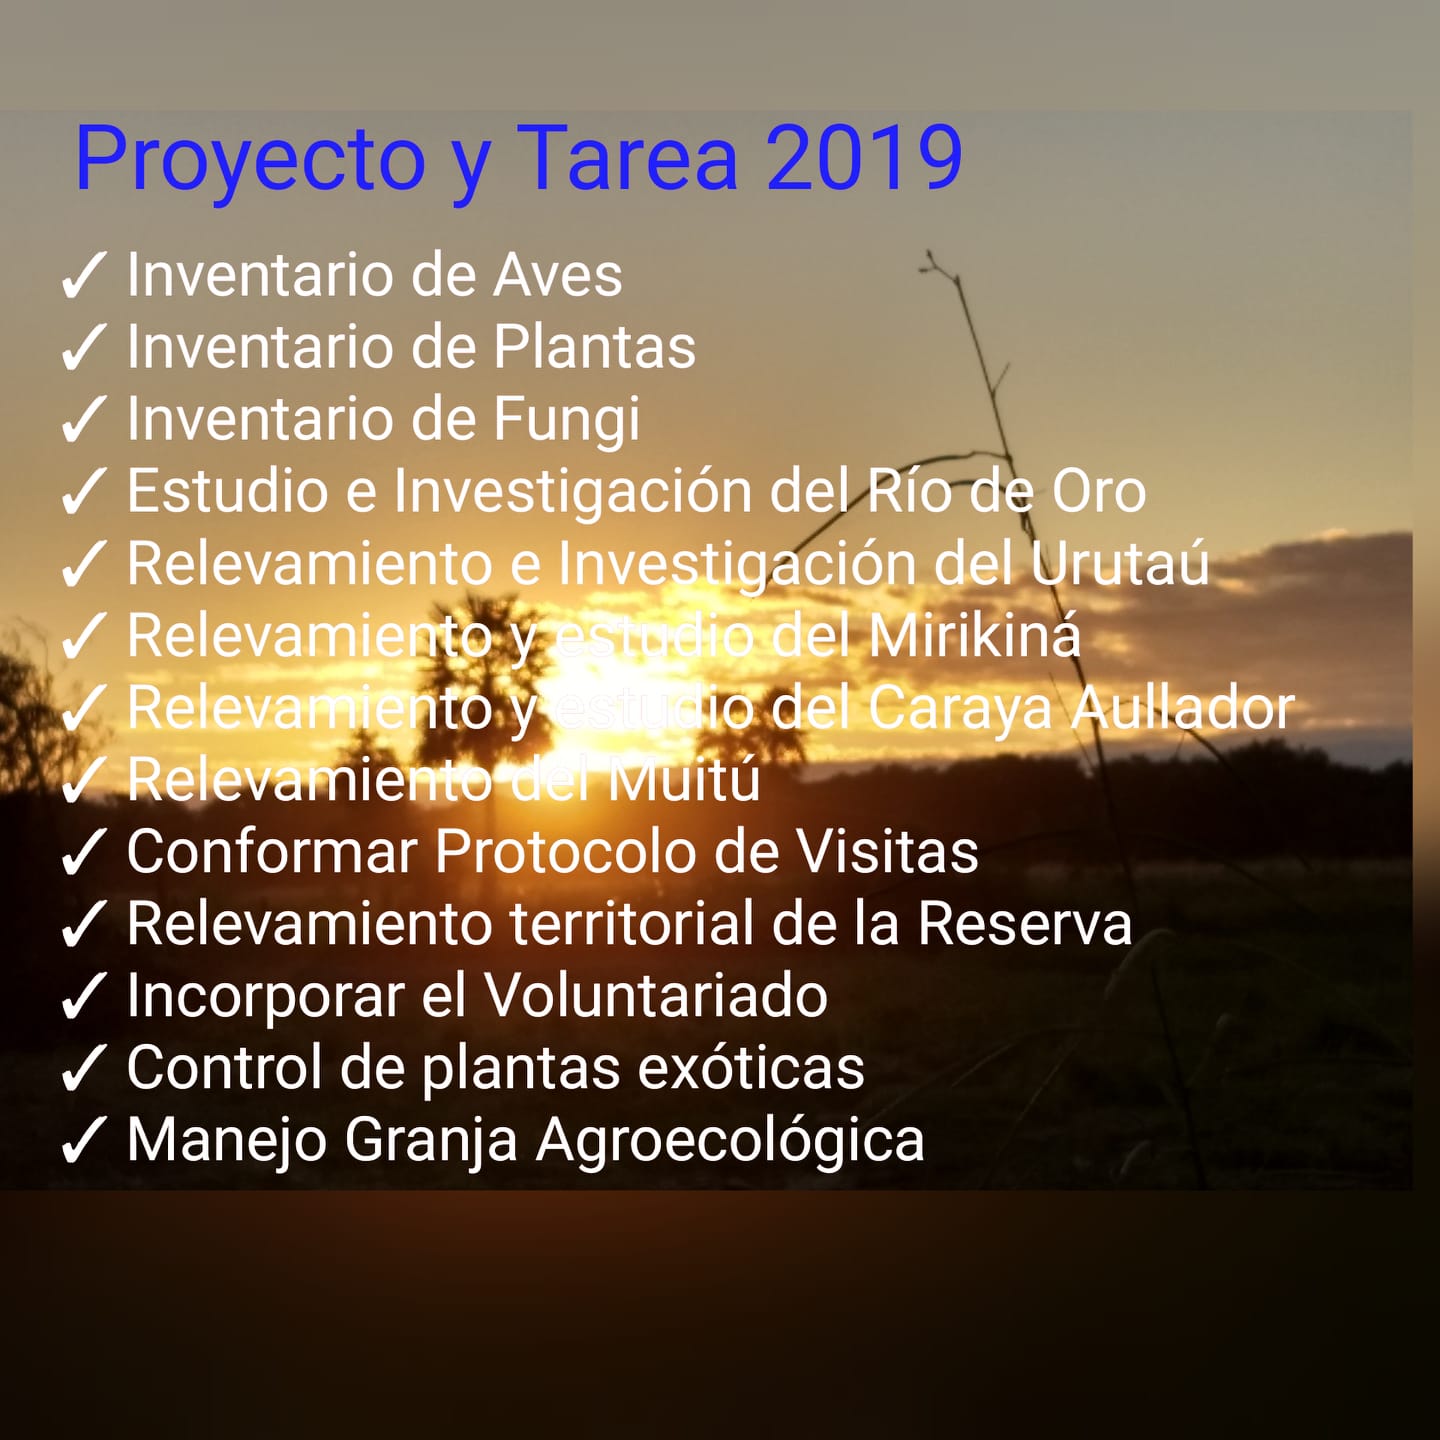 Proyecto y Tarea 2019
✓ Inventario de Aves
✓ Inventario de Plantas
✓ Inventario de Fungi
✓ Estudio e Investigación del Río de Oro
✓ Relevamiento e Investigación del Urutaú
✓ Relevamiento y estudio del Mirikiná
✓ Relevamiento y estudio del Caraya Aullador
✓ Relevamiento del Muitú
✓ Conformar Protocolo de Visitas
✓ Relevamiento territorial de la Reserva
✓ Incorporar el Voluntariado
✓ Control de plantas exóticas
✓ Manejo Granja Agroecológica